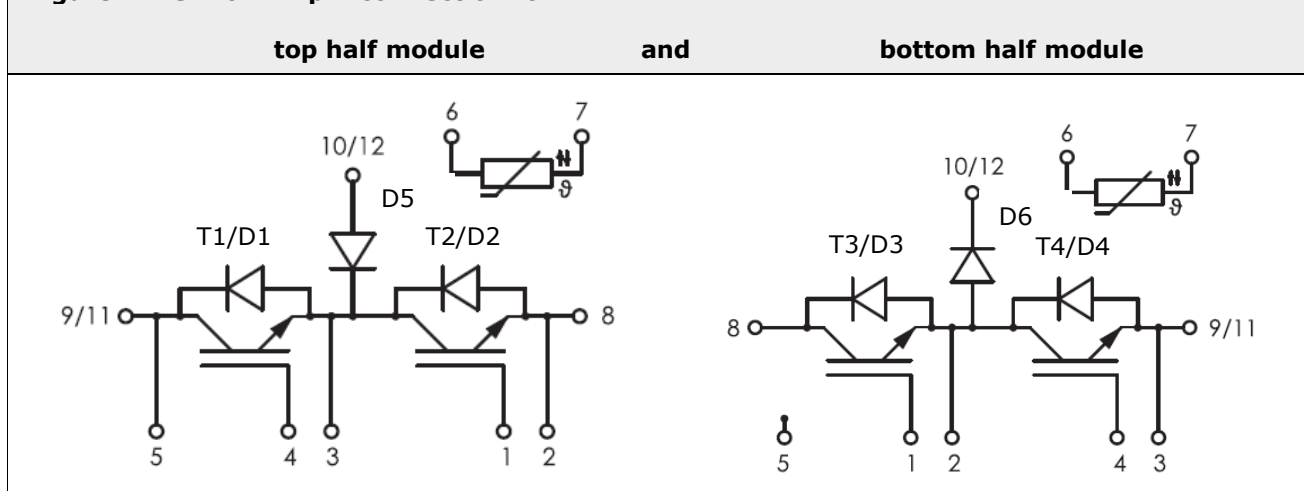 top half module and bottom half module
6 7
10/12
ϑ
D5
T1/D1 T2/D2
9/11 8
5 4 3 1 2
6 7
10/12
ϑ
D6
T3/D3 T4/D4
8 9/11
5 1 2 4 3